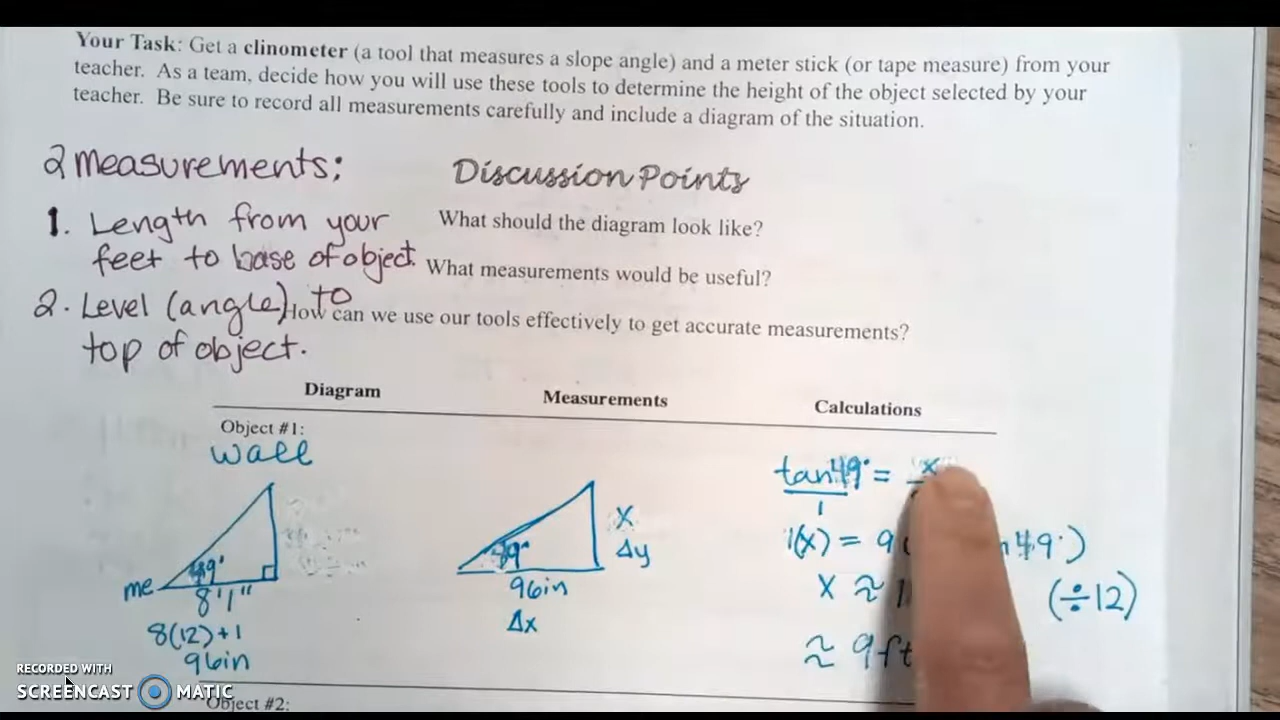 Your Task: Get a clinometer (a tool that measures a slope angle) and a meter stick (or tape measure) from your
teacher. As a team, decide how you will use these tools to determine the height of the object selected by your
teacher. Be sure to record all measurements carefully and include a diagram of the situation.
2 measurements:
Discussion Points
1. Length from your
feet to base of object.
What should the diagram look like?
What measurements would be useful?
2. Level (angle) to
top of object.
How can we use our tools effectively to get accurate measurements?
Diagram Measurements Calculations
Object #1:
wall
me 49°
8'1"
8(12)+1
96in
49°
x
Δy
96in
Δx
tan49° = x
1
1(x) = 9 49°)
x ≈ (÷12)
≈ 9ft
RECORDED WITH
SCREENCAST MATIC
Object #2: